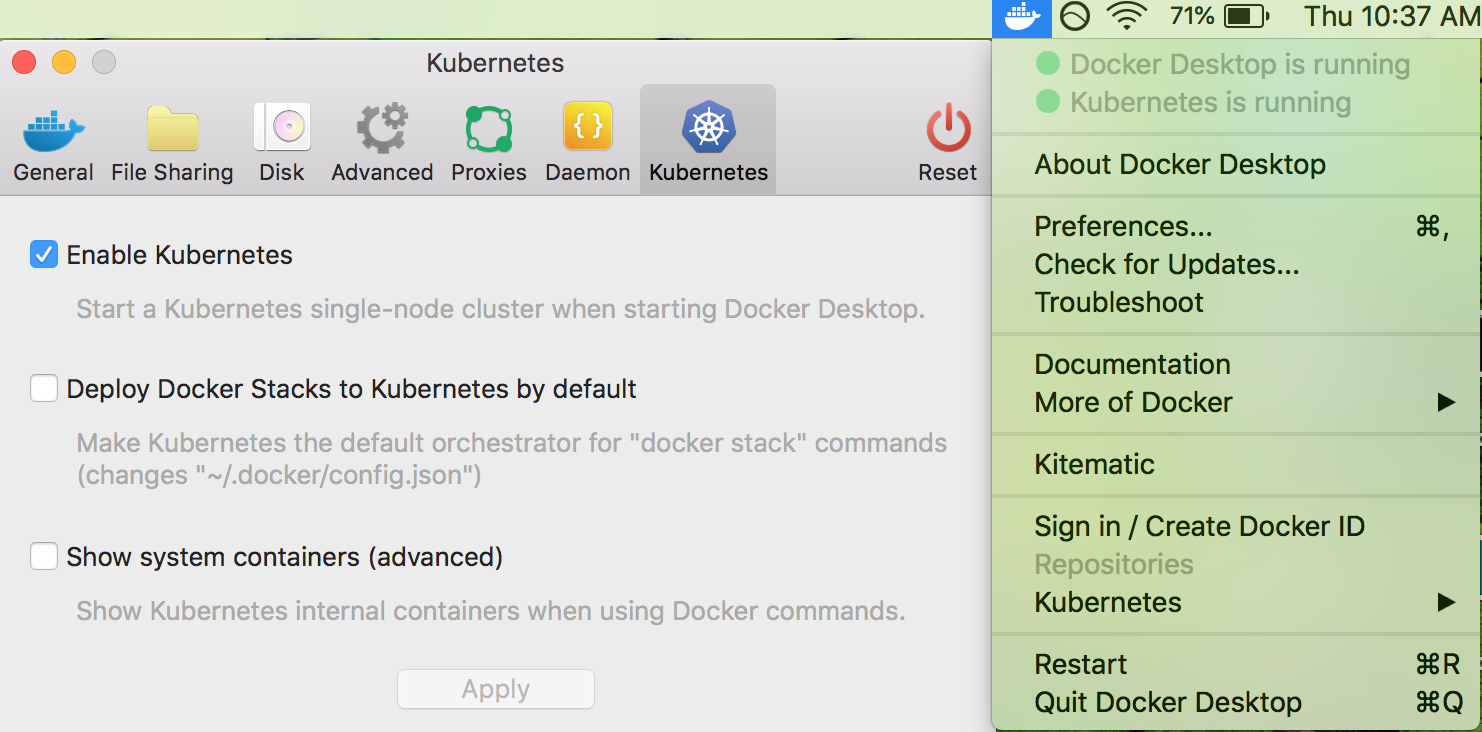 71%
Thu 10:37 AM
Kubernetes
General
File Sharing
Disk
Advanced
Proxies
{ }
Daemon
Kubernetes
Reset
Enable Kubernetes
Start a Kubernetes single-node cluster when starting Docker Desktop.
Deploy Docker Stacks to Kubernetes by default
Make Kubernetes the default orchestrator for "docker stack" commands
(changes "~/.docker/config.json")
Show system containers (advanced)
Show Kubernetes internal containers when using Docker commands.
Apply
Docker Desktop is running
Kubernetes is running
About Docker Desktop
Preferences... ⌘,
Check for Updates...
Troubleshoot
Documentation
More of Docker
Kitematic
Sign in / Create Docker ID
Repositories
Kubernetes
Restart ⌘R
Quit Docker Desktop ⌘Q